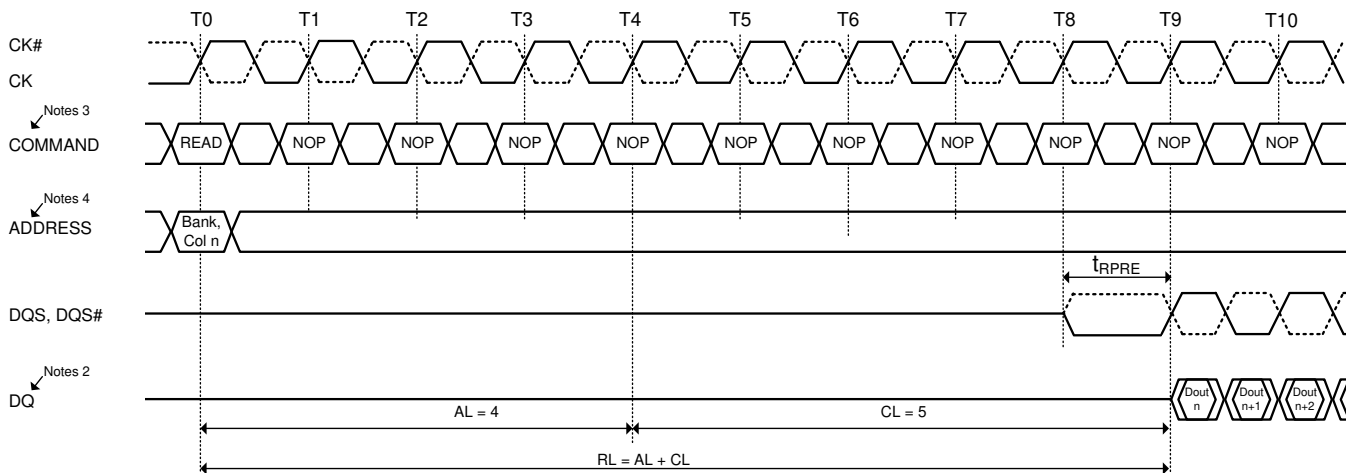 T0 T1 T2 T3 T4 T5 T6 T7 T8 T9 T10
CK#
CK
Notes 3
COMMAND READ NOP NOP NOP NOP NOP NOP NOP NOP NOP NOP
Notes 4
ADDRESS Bank,
Col n
tRPRE
DQS, DQS#
Notes 2
DQ Dout Dout Dout
n n+1 n+2
AL = 4 CL = 5
RL = AL + CL